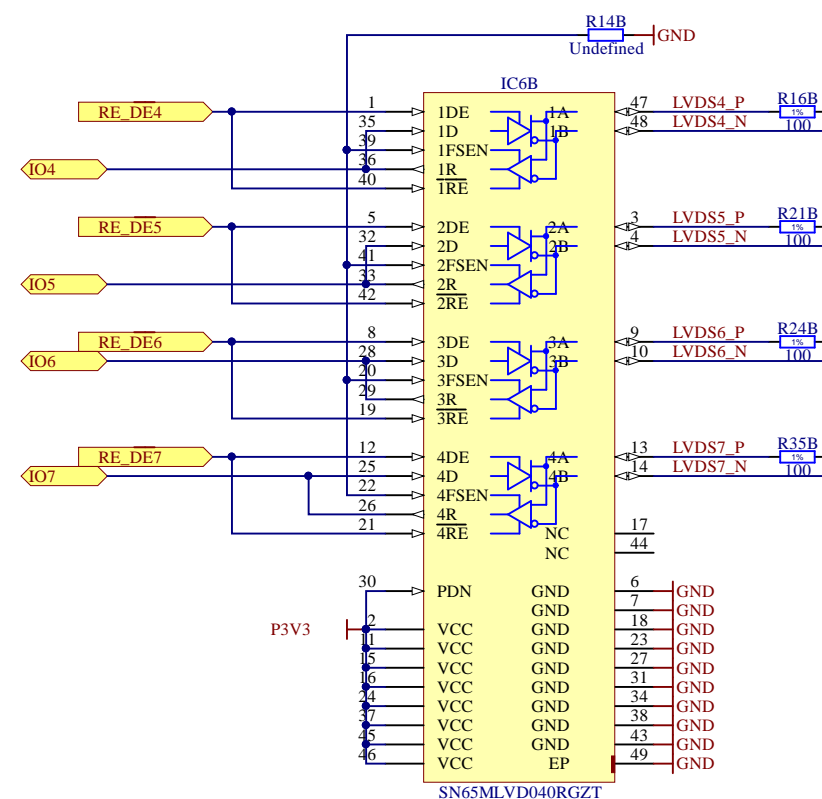 R14B
GND
Undefined
IC6B
RE_DE4
1 1DE 1A 47 LVDS4_P R16B
35 1D 1B 48 LVDS4_N 1% 100
39 1FSEN
IO4 36 1R
40 1RE
RE_DE5
5 2DE 2A 3 LVDS5_P R21B
32 2D 2B 4 LVDS5_N 1% 100
41 2FSEN
IO5 33 2R
42 2RE
RE_DE6
8 3DE 3A 9 LVDS6_P R24B
IO6 28 3D 3B 10 LVDS6_N 1% 100
20 3FSEN
29 3R
19 3RE
RE_DE7
12 4DE 4A 13 LVDS7_P R35B
IO7 25 4D 4B 14 LVDS7_N 1% 100
22 4FSEN
26 4R
21 4RE NC 17
NC 44
30 PDN GND 6 GND
GND 7 GND
P3V3 2 VCC GND 18 GND
11 VCC GND 23 GND
15 VCC GND 27 GND
16 VCC GND 31 GND
24 VCC GND 34 GND
37 VCC GND 38 GND
45 VCC GND 43 GND
46 VCC EP 49 GND
SN65MLVD040RGZT